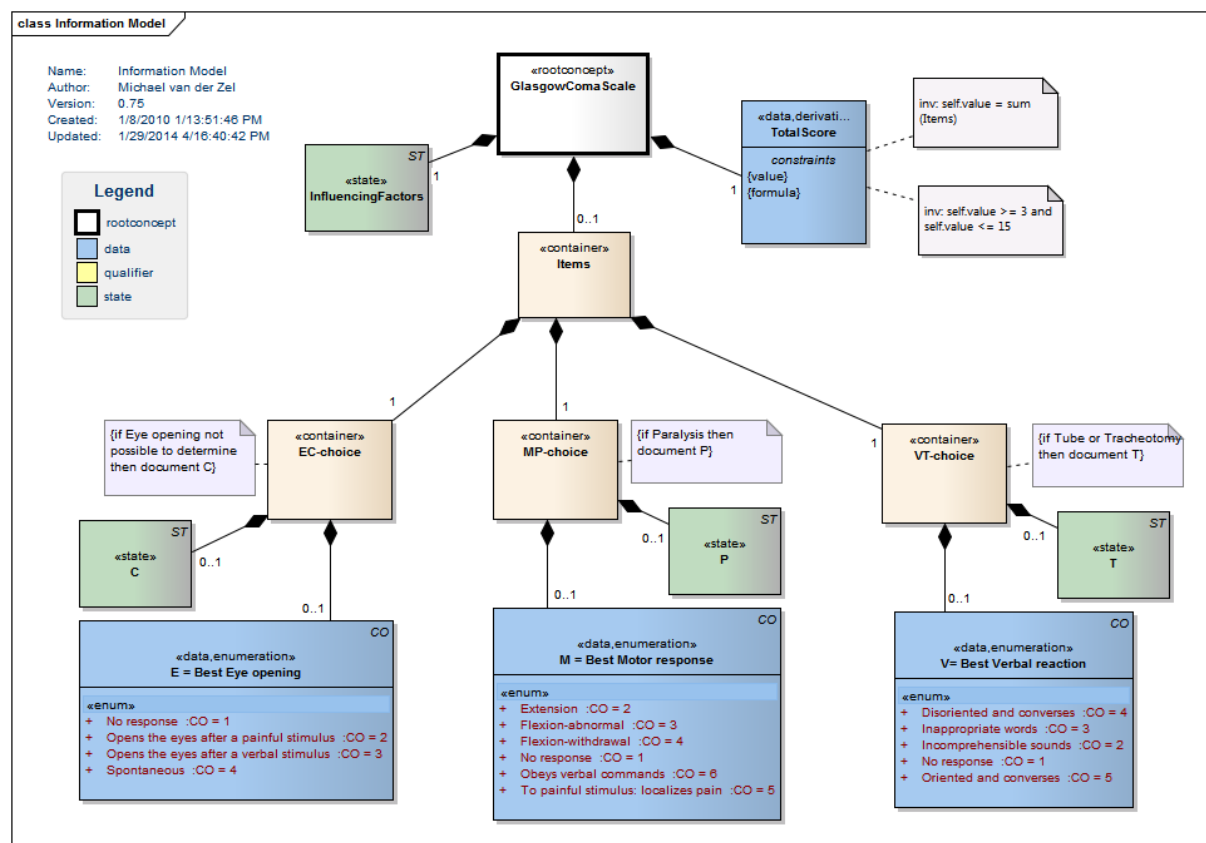 class Information Model
Name: Information Model
Author: Michael van der Zel
Version: 0.75
Created: 1/8/2010 1/13:51:46 PM
Updated: 1/29/2014 4/16:40:42 PM
Legend
rootconcept
data
qualifier
state
«rootconcept»
GlasgowComaScale
ST
«state»
InfluencingFactors
1
0..1
1
«data,derivati...
TotalScore
constraints
{value}
{formula}
inv: self.value = sum
(Items)
inv: self.value >= 3 and
self.value <= 15
«container»
Items
1
1
1
{if Eye opening not
possible to determine
then document C}
«container»
EC-choice
«container»
MP-choice
{if Paralysis then
document P}
«container»
VT-choice
{if Tube or Tracheotomy
then document T}
ST
«state»
C
0..1
0..1
ST
«state»
P
0..1
0..1
ST
«state»
T
0..1
0..1
CO
«data,enumeration»
E = Best Eye opening
«enum»
+ No response :CO = 1
+ Opens the eyes after a painful stimulus :CO = 2
+ Opens the eyes after a verbal stimulus :CO = 3
+ Spontaneous :CO = 4
CO
«data,enumeration»
M = Best Motor response
«enum»
+ Extension :CO = 2
+ Flexion-abnormal :CO = 3
+ Flexion-withdrawal :CO = 4
+ No response :CO = 1
+ Obeys verbal commands :CO = 6
+ To painful stimulus: localizes pain :CO = 5
CO
«data,enumeration»
V= Best Verbal reaction
«enum»
+ Disoriented and converses :CO = 4
+ Inappropriate words :CO = 3
+ Incomprehensible sounds :CO = 2
+ No response :CO = 1
+ Oriented and converses :CO = 5